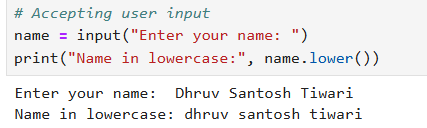 # Accepting user input
name = input("Enter your name: ")
print("Name in lowercase:", name.lower())
Enter your name:  Dhruv Santosh Tiwari
Name in lowercase: dhruv santosh tiwari